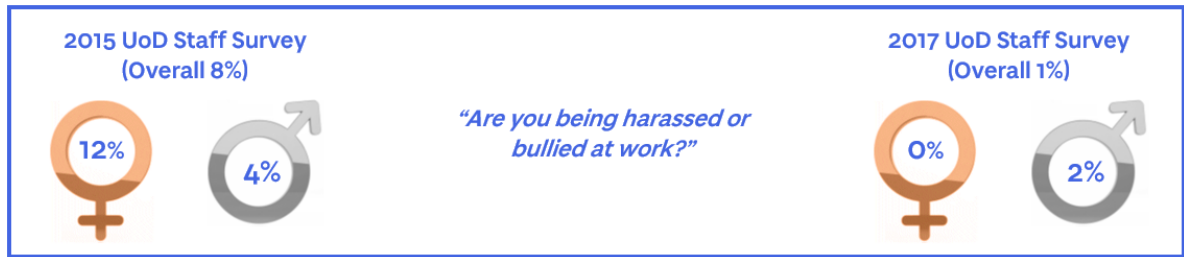 2015 UoD Staff Survey
(Overall 8%)
12%
4%
“Are you being harassed or
bullied at work?”
2017 UoD Staff Survey
(Overall 1%)
0%
2%